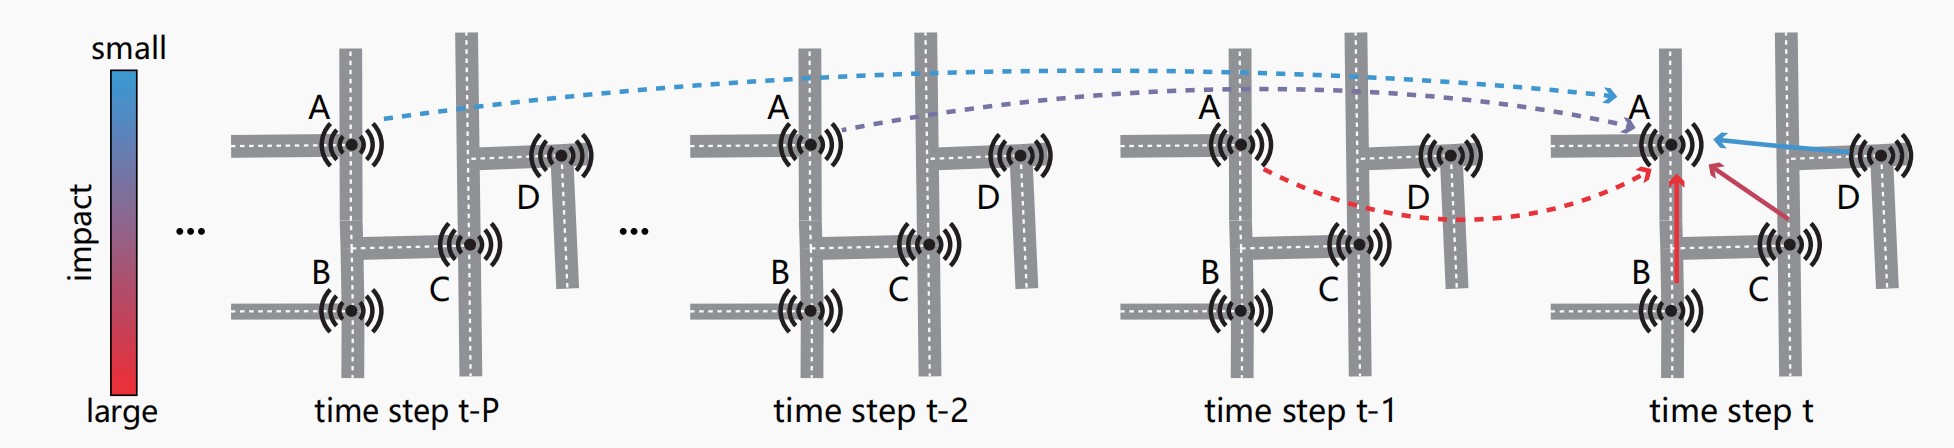 small
impact
large
...
A
B
C
D
time step t-P
...
A
B
C
D
time step t-2
A
B
C
D
time step t-1
A
B
C
D
time step t